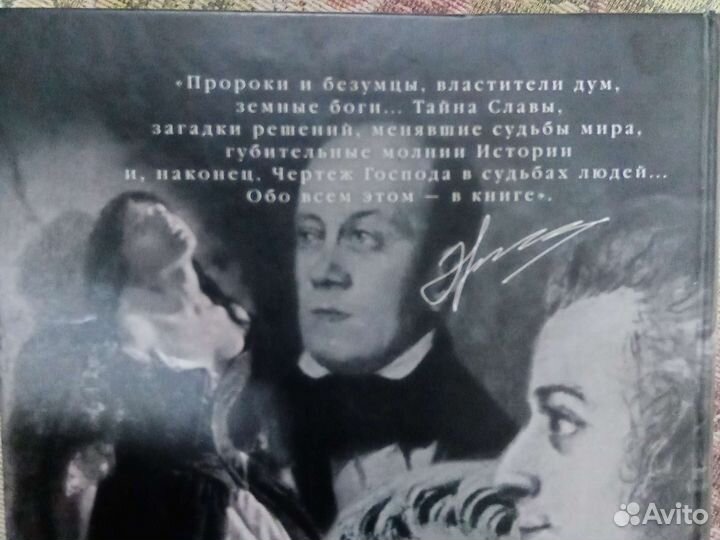 «Пророки и безумцы, властители дум,
земные боги... Тайна Славы,
загадки решений, менявшие судьбы мира,
губительные молнии Истории
и, наконец, Чертеж Господа в судьбах людей...
Обо всем этом — в книге».
Avito